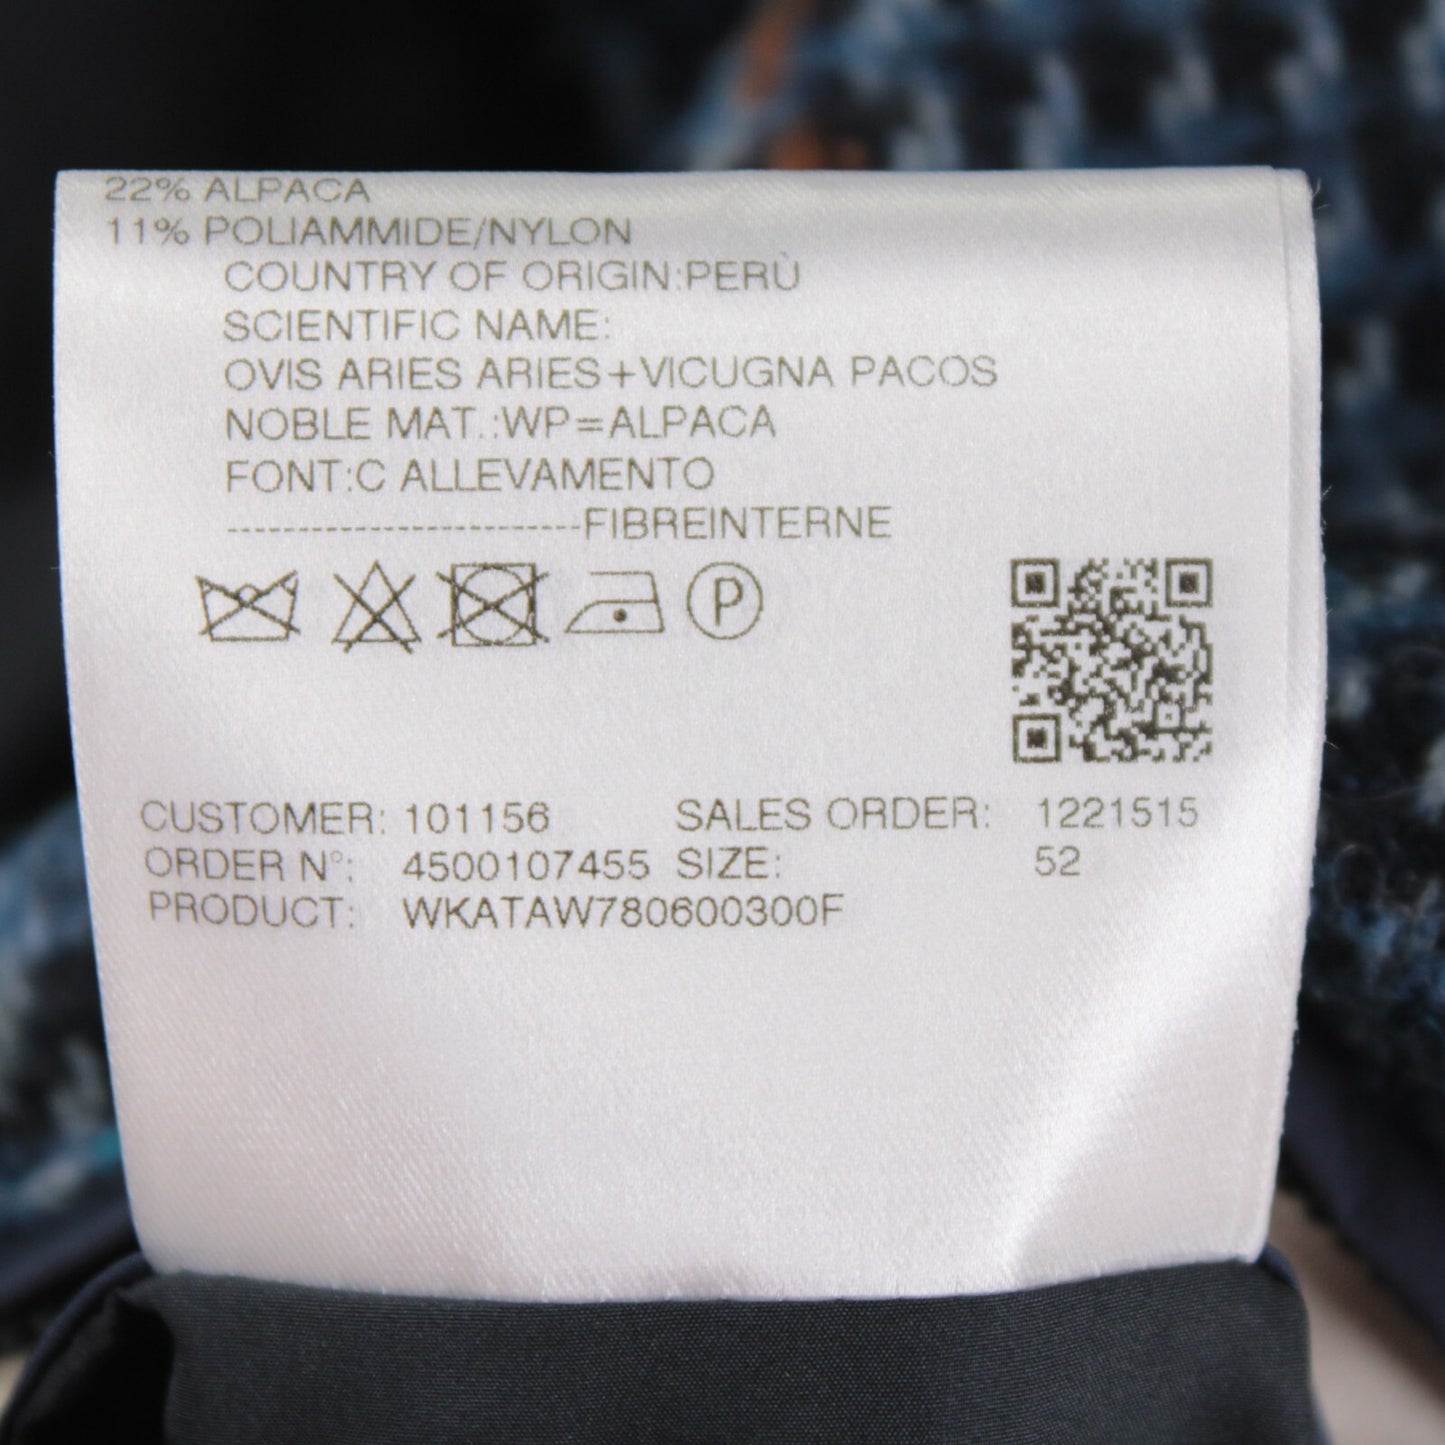 22% ALPACA
11% POLIAMMIDE/NYLON
COUNTRY OF ORIGIN:PERÙ
SCIENTIFIC NAME:
OVIS ARIES ARIES+VICUGNA PACOS
NOBLE MAT.:WP=ALPACA
FONT:C ALLEVAMENTO
-------------------------FIBREINTERNE
P
CUSTOMER: 101156 SALES ORDER: 1221515
ORDER N°: 4500107455 SIZE: 52
PRODUCT: WKATAW780600300F